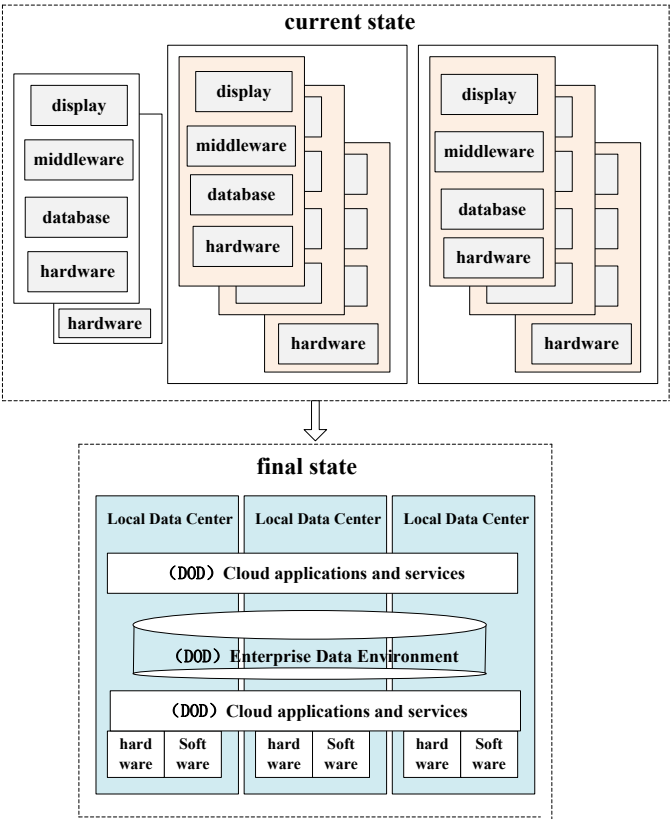 current state
display
middleware
database
hardware
hardware
display
middleware
database
hardware
hardware
display
middleware
database
hardware
hardware
final state
Local Data Center
Local Data Center
Local Data Center
（DOD）Cloud applications and services
（DOD）Enterprise Data Environment
（DOD）Cloud applications and services
hard
ware
Soft
ware
hard
ware
Soft
ware
hard
ware
Soft
ware